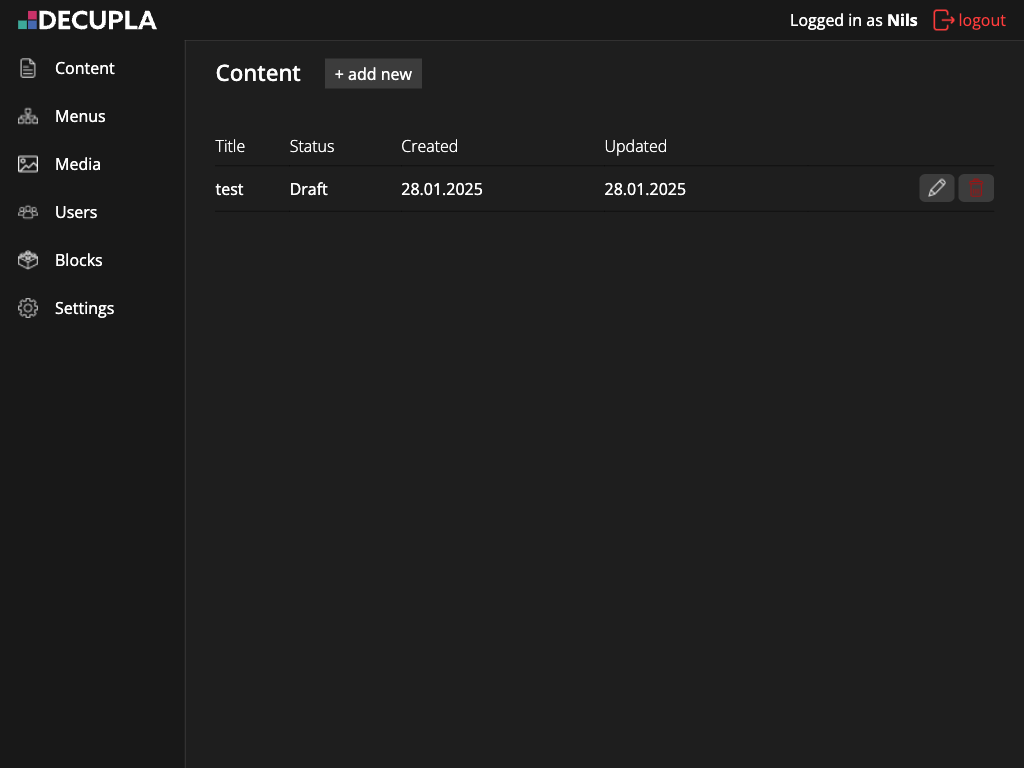 DECUPLA
Logged in as Nils logout
Content
Menus
Media
Users
Blocks
Settings
Content + add new
Title Status Created Updated
test Draft 28.01.2025 28.01.2025